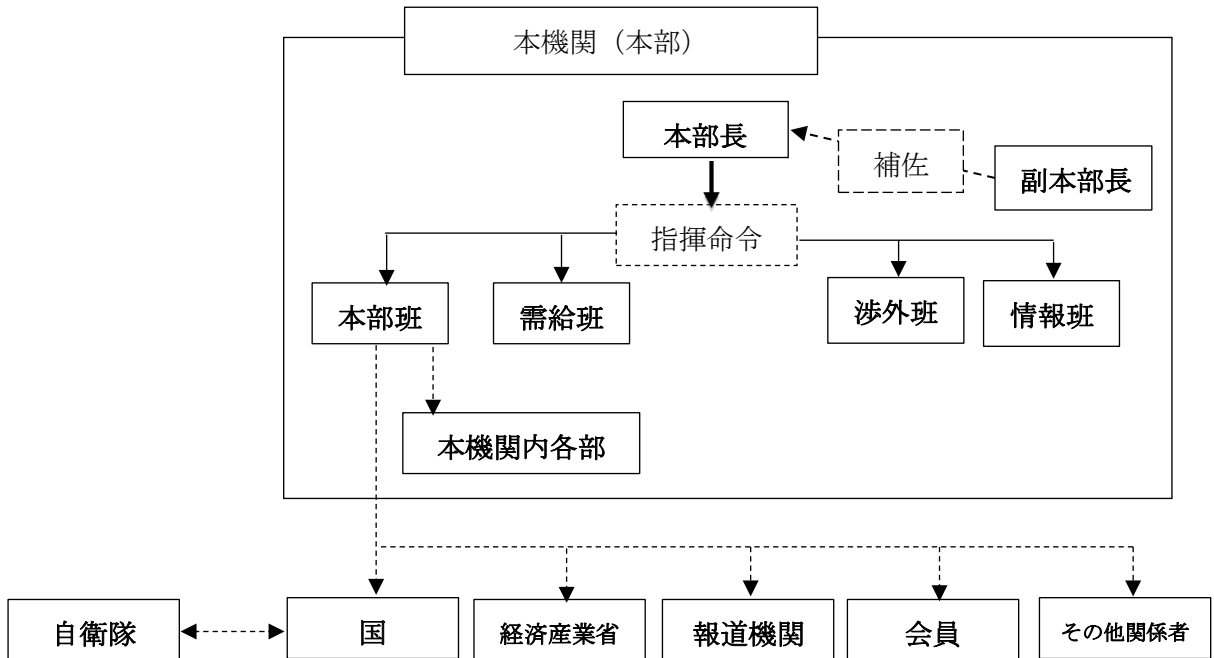 本機関（本部）
本部長
補佐
副本部長
指揮命令
本部班
需給班
渉外班
情報班
本機関内各部
自衛隊
国
経済産業省
報道機関
会員
その他関係者